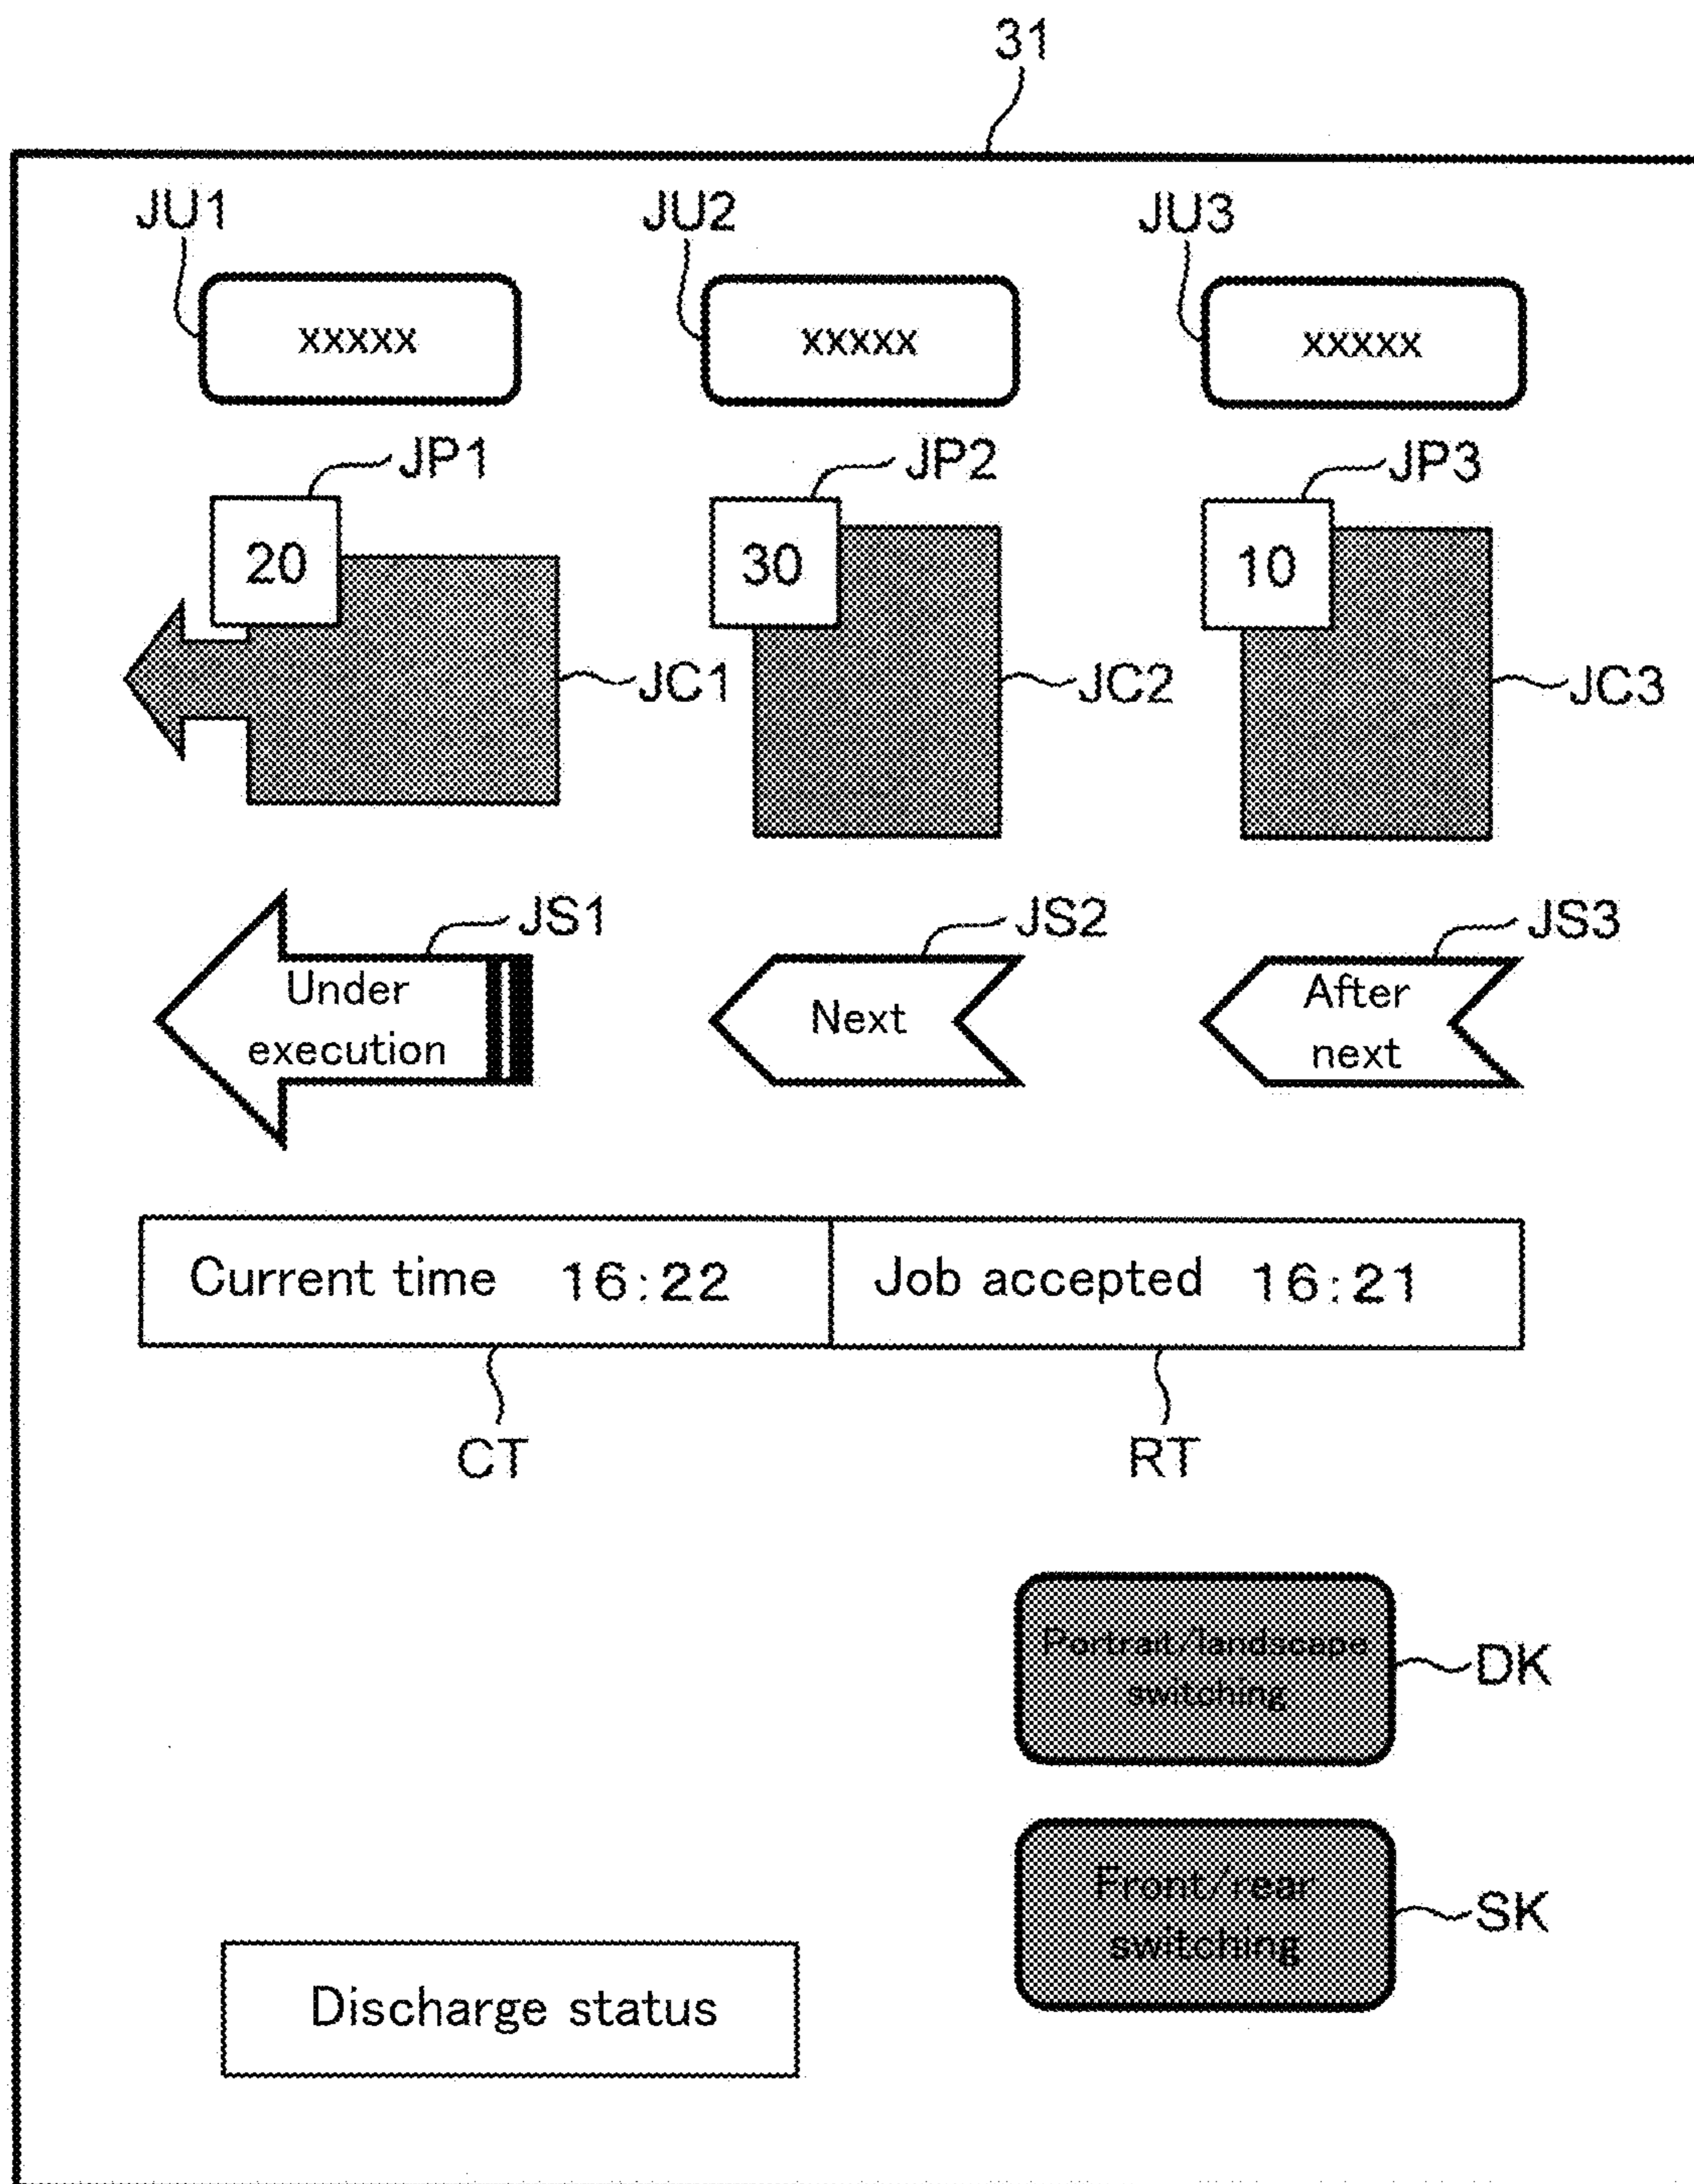 31
JU1 JU2 JU3
xxxxx xxxxx xxxxx
JP1 JP2 JP3
20 30 10
JC1 JC2 JC3
JS1 JS2 JS3
Under
execution
Next
After
next
Current time 16:22 Job accepted 16:21
CT RT
Portrait/landscape
switching
DK
Front/rear
switching
SK
Discharge status